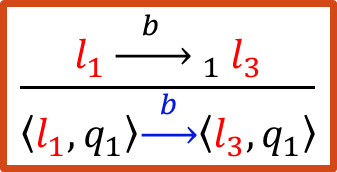 b
l₁ ⟶ ₁ l₃
b
⟨l₁, q₁⟩⟶⟨l₃, q₁⟩